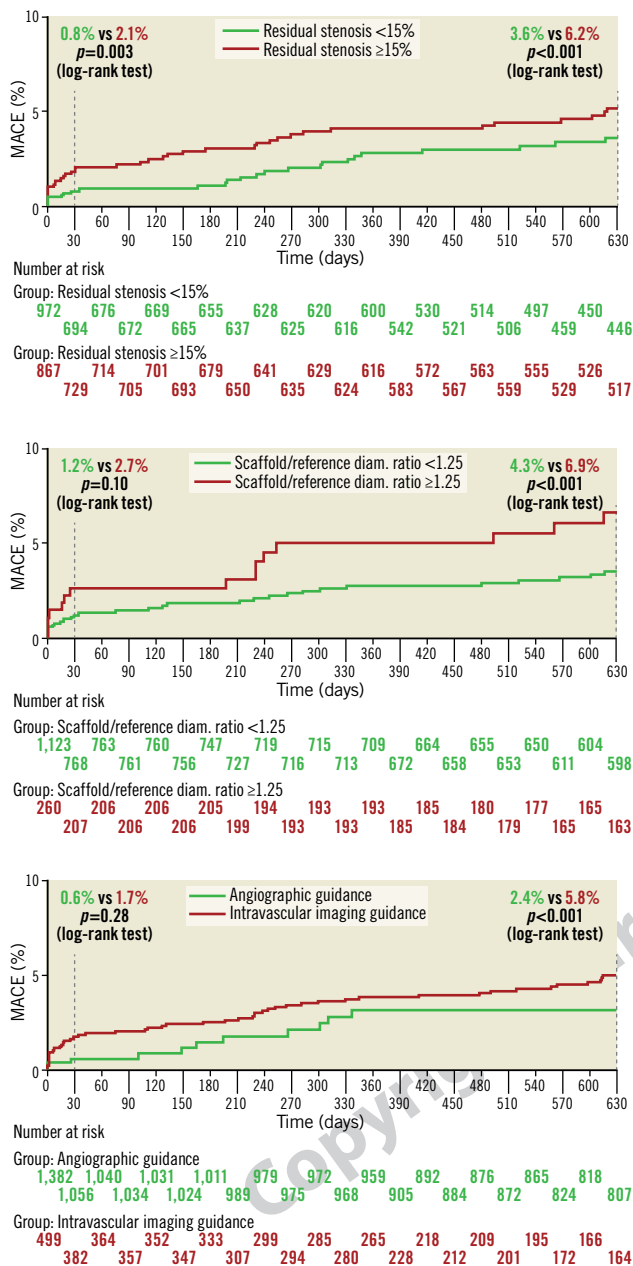 10
5
0
MACE (%)
0.8% vs 2.1%
p=0.003
(log-rank test)
Residual stenosis <15%
Residual stenosis ≥15%
3.6% vs 6.2%
p<0.001
(log-rank test)
0 60 120 180 240 300 360 420 480 540 600
30 90 150 210 270 330 390 450 510 570 630
Time (days)
Number at risk
Group: Residual stenosis <15%
972 676 669 655 628 620 600 530 514 497 450
694 672 665 637 625 616 542 521 506 459 446
Group: Residual stenosis ≥15%
867 714 701 679 641 629 616 572 563 555 526
729 705 693 650 635 624 583 567 559 529 517
10
5
0
MACE (%)
1.2% vs 2.7%
p=0.10
(log-rank test)
Scaffold/reference diam. ratio <1.25
Scaffold/reference diam. ratio ≥1.25
4.3% vs 6.9%
p<0.001
(log-rank test)
0 60 120 180 240 300 360 420 480 540 600
30 90 150 210 270 330 390 450 510 570 630
Time (days)
Number at risk
Group: Scaffold/reference diam. ratio <1.25
1,123 763 760 747 719 715 709 664 655 650 604
768 761 756 727 716 713 672 658 653 611 598
Group: Scaffold/reference diam. ratio ≥1.25
260 206 206 205 194 193 193 185 180 177 165
207 206 206 199 193 193 185 184 179 165 163
10
5
0
MACE (%)
0.6% vs 1.7%
p=0.28
(log-rank test)
Angiographic guidance
Intravascular imaging guidance
2.4% vs 5.8%
p<0.001
(log-rank test)
0 60 120 180 240 300 360 420 480 540 600
30 90 150 210 270 330 390 450 510 570 630
Time (days)
Number at risk
Group: Angiographic guidance
1,382 1,040 1,031 1,011 979 972 959 892 876 865 818
1,056 1,034 1,024 989 975 968 905 884 872 824 807
Group: Intravascular imaging guidance
499 364 352 333 299 285 265 218 209 195 166
382 357 347 307 294 280 228 212 201 172 164